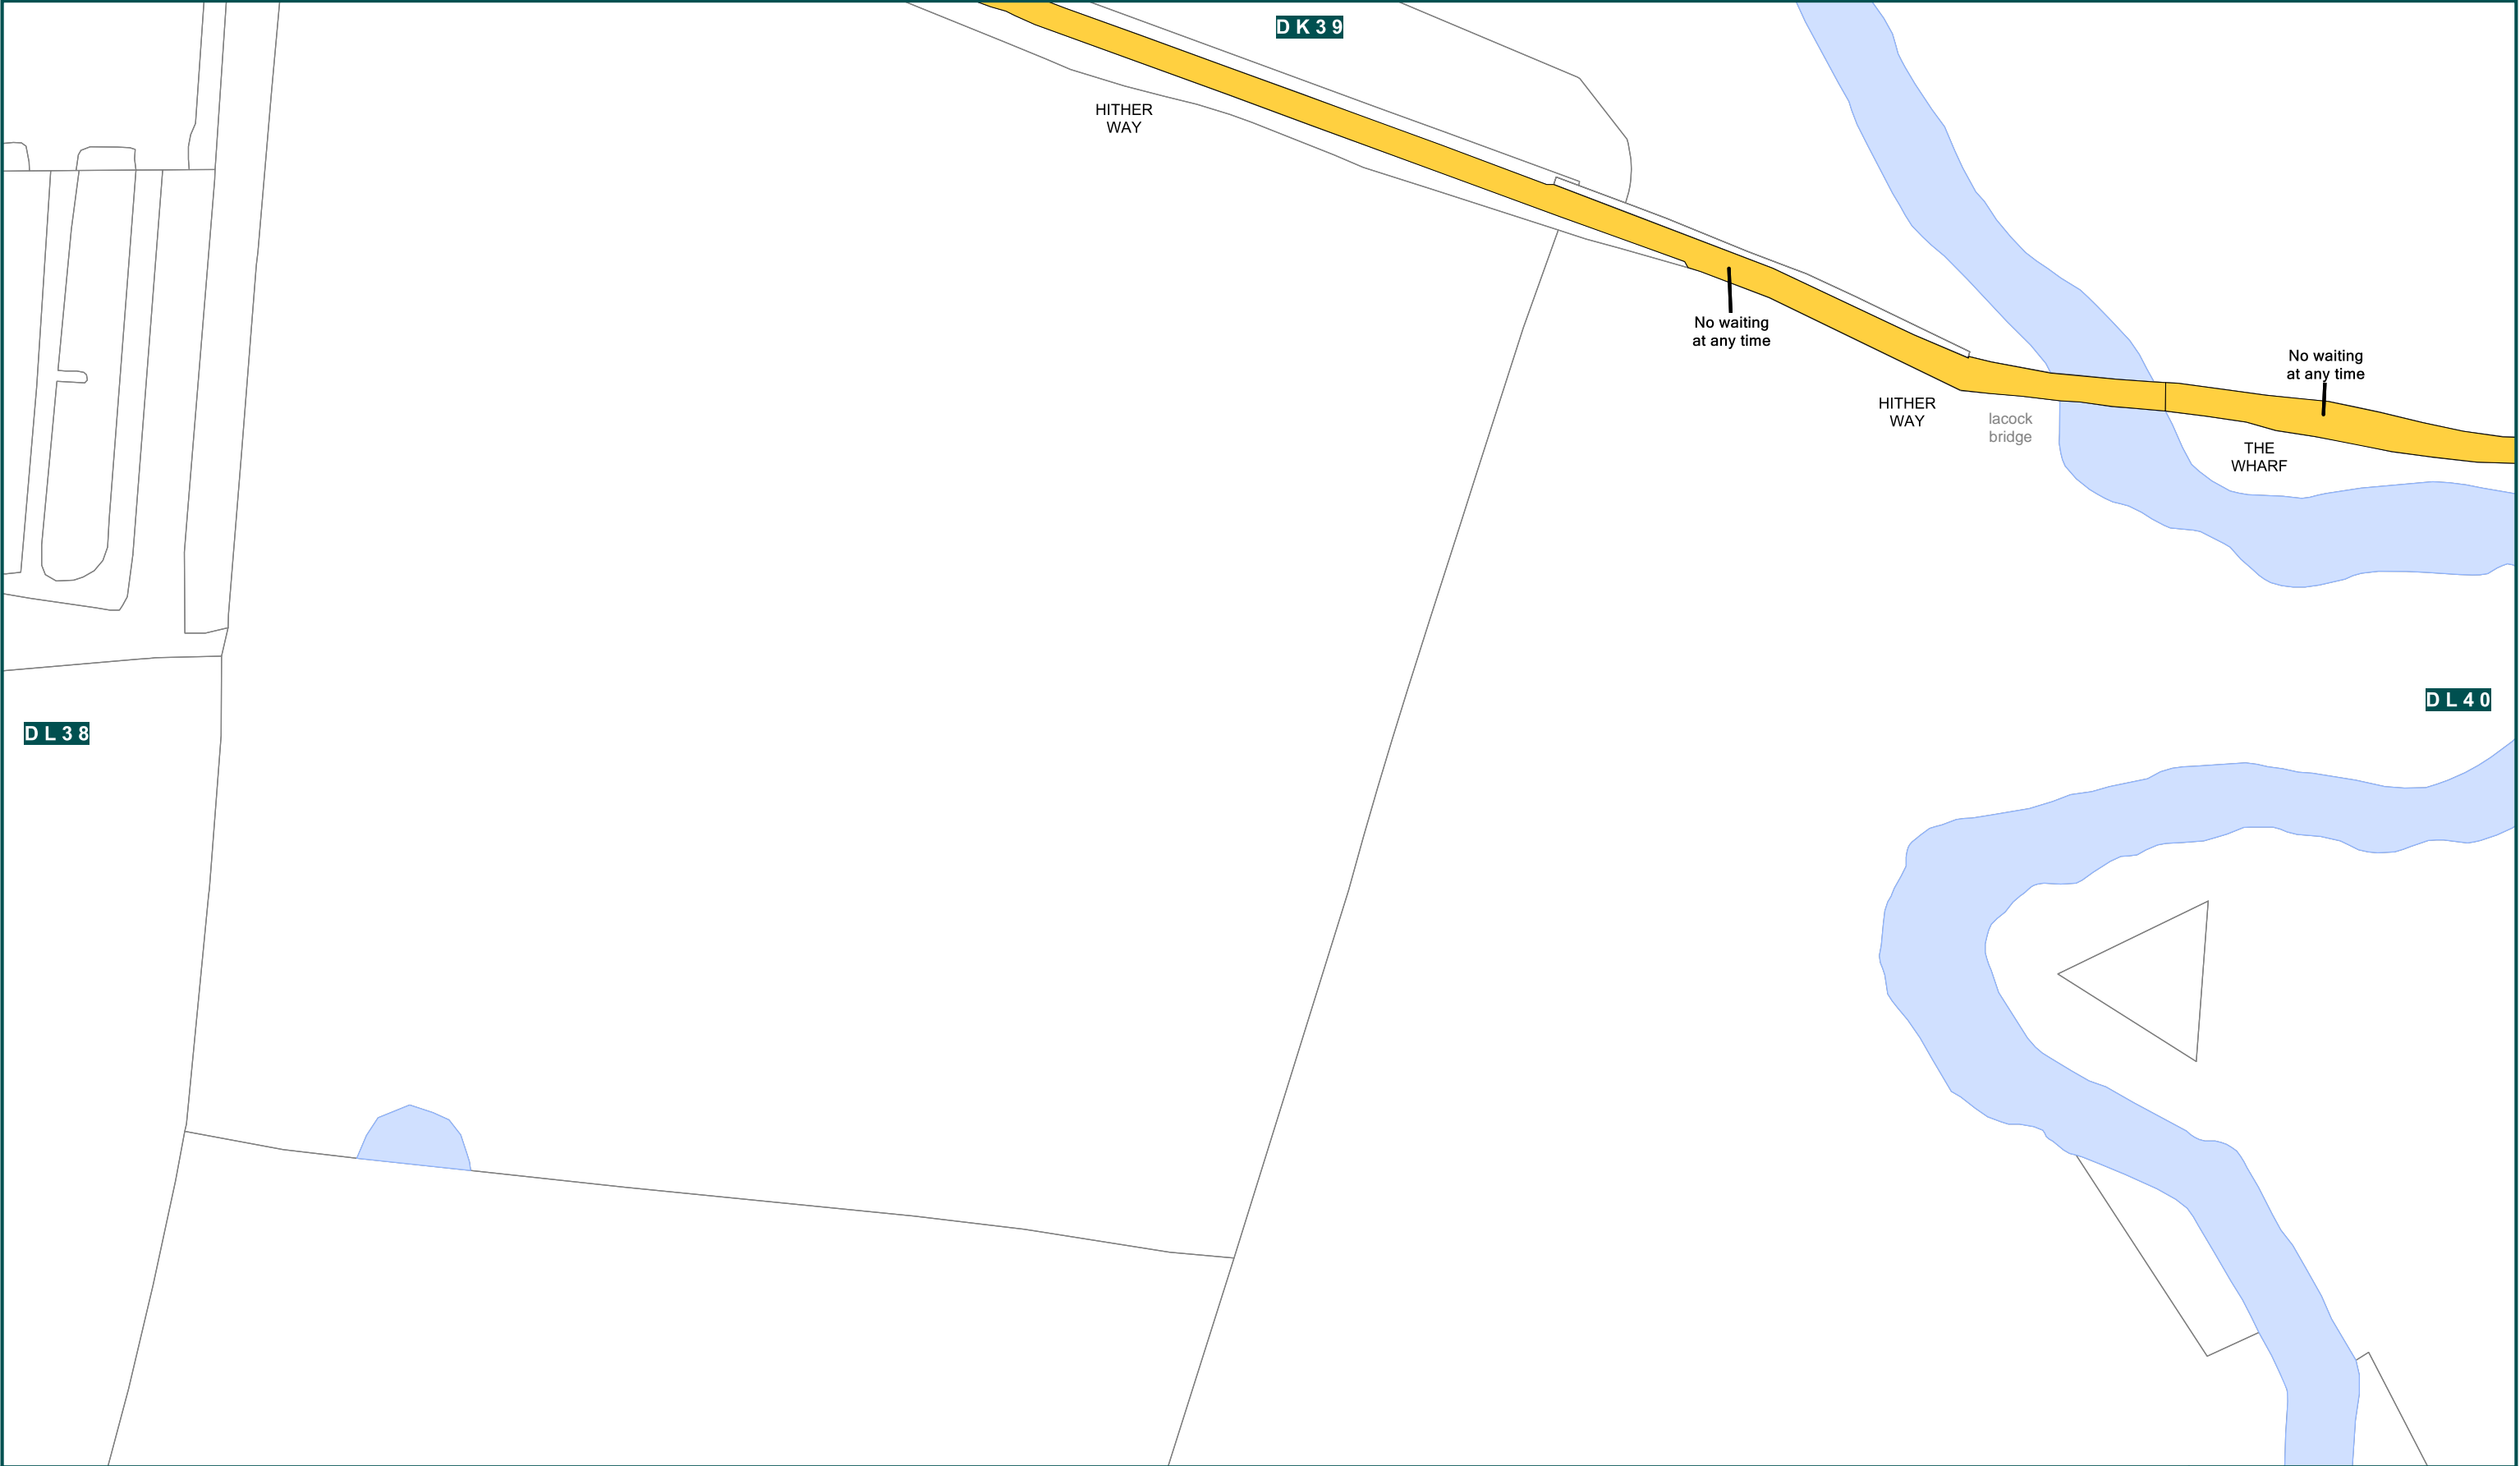 DK39
HITHER
WAY
No waiting
at any time
No waiting
at any time
HITHER
WAY
lacock
bridge
THE
WHARF
DL38
DL40